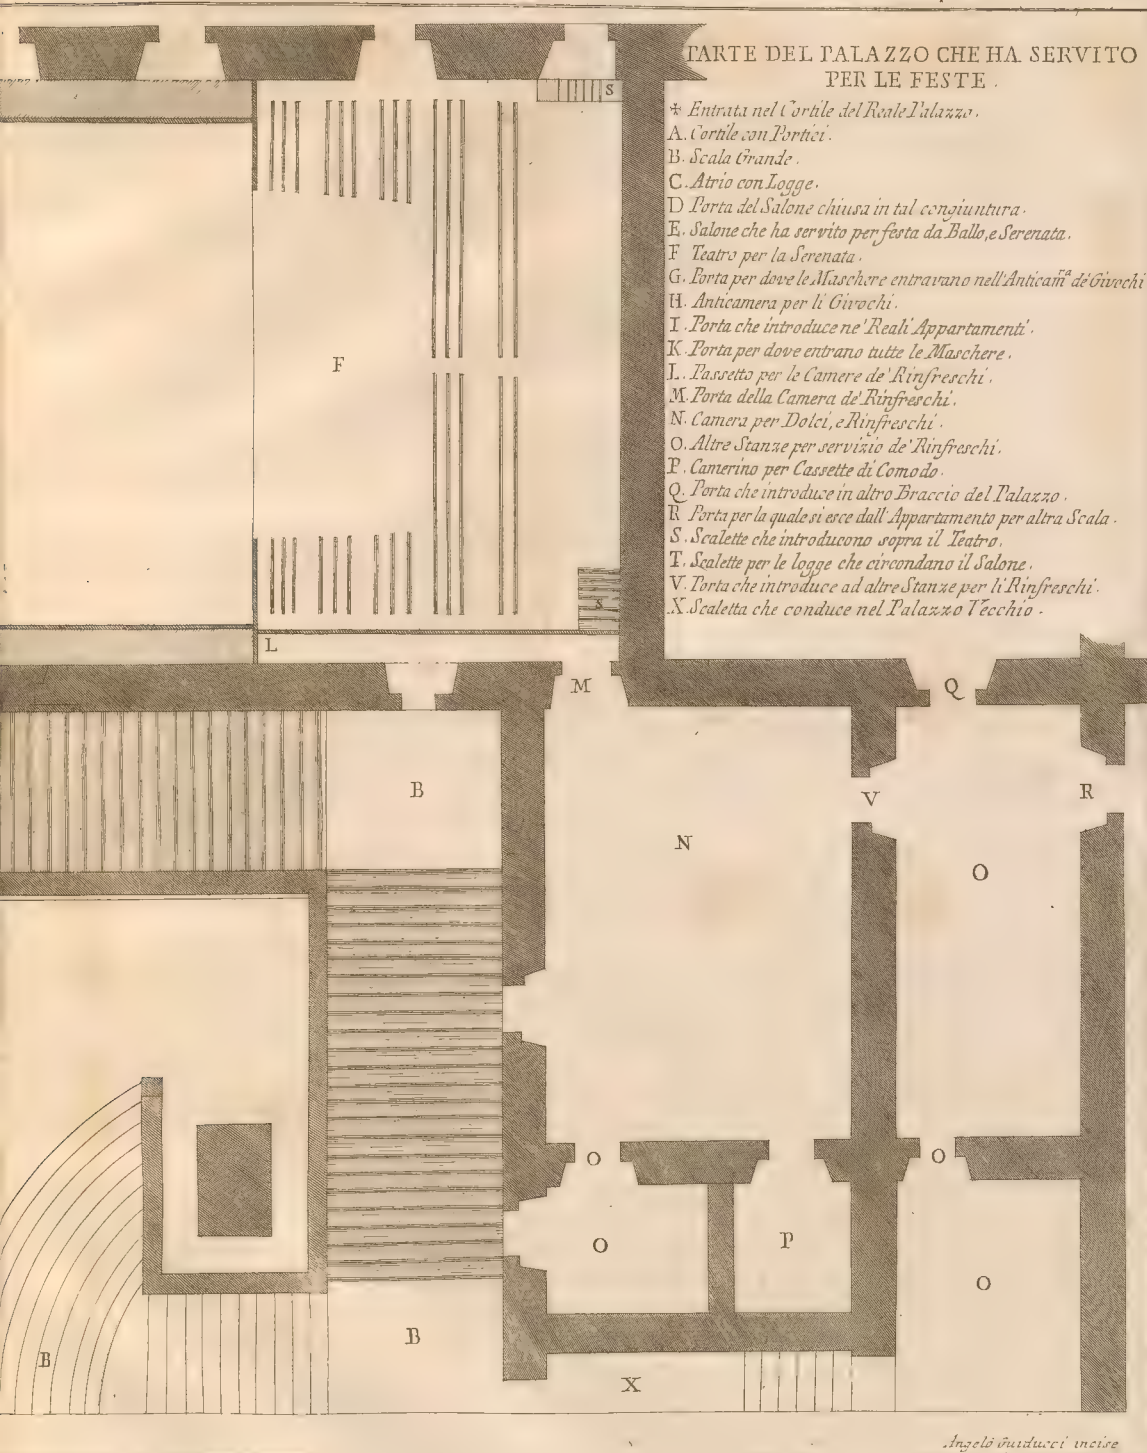 PARTE DEL PALAZZO CHE HA SERVITO
PER LE FESTE.
✠ Entrata nel Cortile del Reale Palazzo.
A. Cortile con Portici.
B. Scala Grande.
C. Atrio con Logge.
D Porta del Salone chiusa in tal congiuntura.
E. Salone che ha servito per festa da Ballo, e Serenata.
F Teatro per la Serenata.
G. Porta per dove le Maschere entravano nell'Anticam.ra de' Givochi
H. Anticamera per li Givochi.
I. Porta che introduce ne' Reali Appartamenti.
K. Porta per dove entrano tutte le Maschere.
L. Passetto per le Camere de' Rinfreschi.
M. Porta della Camera de' Rinfreschi.
N. Camera per Dolci, e Rinfreschi.
O. Altre Stanze per servizio de' Rinfreschi.
P. Camerino per Cassette di Comodo.
Q. Porta che introduce in altro Braccio del Palazzo.
R Porta per la quale si esce dall'Appartamento per altra Scala.
S. Scalette che introducono sopra il Teatro.
T. Scalette per le logge che circondano il Salone.
V. Porta che introduce ad altre Stanze per li Rinfreschi.
X. Scaletta che conduce nel Palazzo Vecchio.
S
F
S
L
M
Q
B
V
R
N
O
O
O
O
P
O
B
B
X
Angelo Guiducci incise